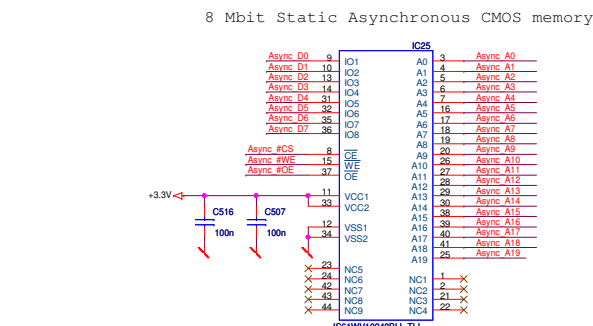 8 Mbit Static Asynchronous CMOS memory
IC25
Async_D0 9 IO1 A0 3 Async_A0
Async_D1 10 IO2 A1 4 Async_A1
Async_D2 13 IO3 A2 5 Async_A2
Async_D3 14 IO4 A3 6 Async_A3
Async_D4 31 IO5 A4 7 Async_A4
Async_D5 32 IO6 A5 16 Async_A5
Async_D6 35 IO7 A6 17 Async_A6
Async_D7 36 IO8 A7 18 Async_A7
A8 19 Async_A8
Async_#CS 8 CE A9 20 Async_A9
Async_#WE 15 WE A10 26 Async_A10
Async_#OE 37 OE A11 27 Async_A11
A12 28 Async_A12
+3.3V 11 VCC1 A13 29 Async_A13
33 VCC2 A14 30 Async_A14
C516 C507 A15 38 Async_A15
12 VSS1 A16 39 Async_A16
100n 100n 34 VSS2 A17 40 Async_A17
A18 41 Async_A18
A19 25 Async_A19
23 NC5
24 NC6 NC1 1
42 NC7 NC2 2
43 NC8 NC3 21
44 NC9 NC4 22